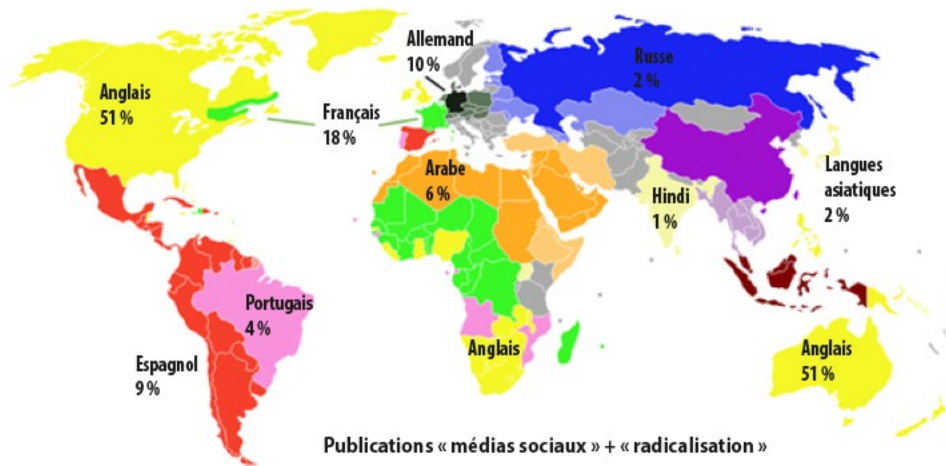 Allemand
10 %
Russe
2 %
Anglais
51 %
Français
18 %
Arabe
6 %
Hindi
1 %
Langues
asiatiques
2 %
Portugais
4 %
Espagnol
9 %
Anglais
Anglais
51 %
Publications « médias sociaux » + « radicalisation »